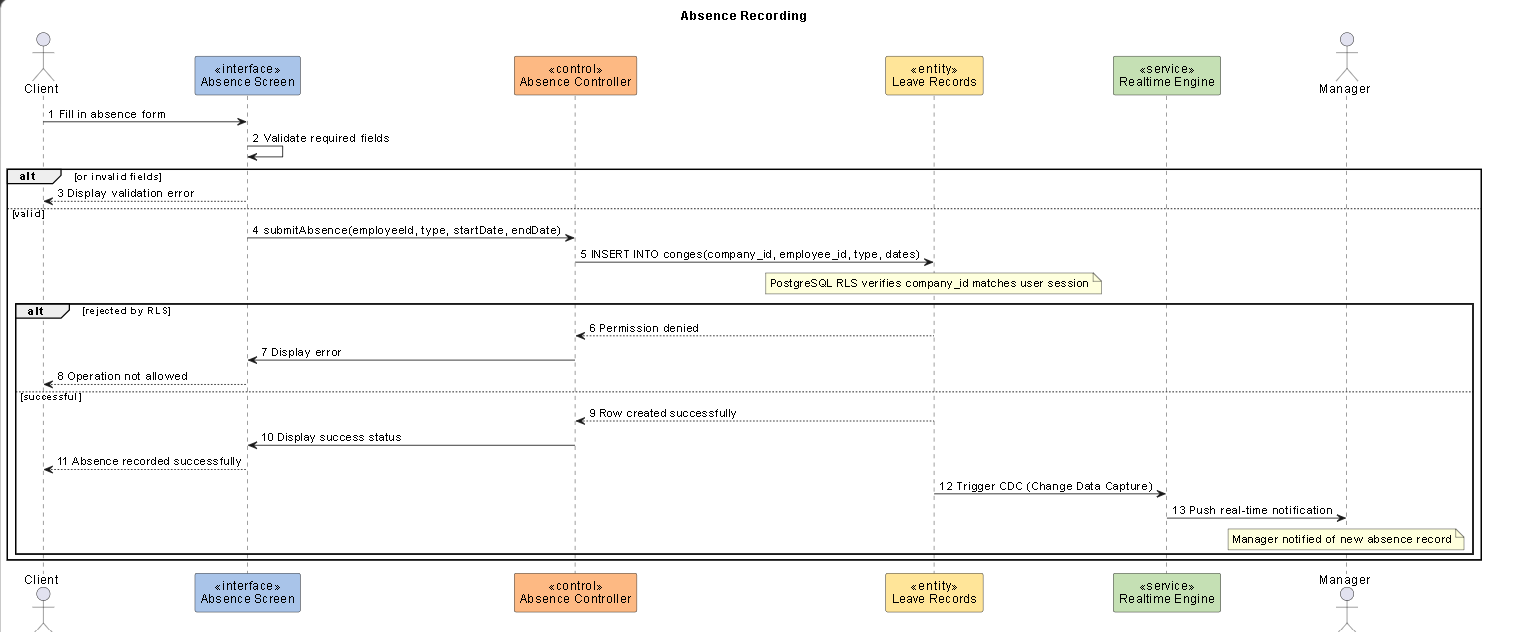 Absence Recording
Client
«interface»
Absence Screen
«control»
Absence Controller
«entity»
Leave Records
«service»
Realtime Engine
Manager
1 Fill in absence form
2 Validate required fields
alt [or invalid fields]
3 Display validation error
[valid]
4 submitAbsence(employeeId, type, startDate, endDate)
5 INSERT INTO conges(company_id, employee_id, type, dates)
PostgreSQL RLS verifies company_id matches user session
alt [rejected by RLS]
6 Permission denied
7 Display error
8 Operation not allowed
[successful]
9 Row created successfully
10 Display success status
11 Absence recorded successfully
12 Trigger CDC (Change Data Capture)
13 Push real-time notification
Manager notified of new absence record
Client
«interface»
Absence Screen
«control»
Absence Controller
«entity»
Leave Records
«service»
Realtime Engine
Manager